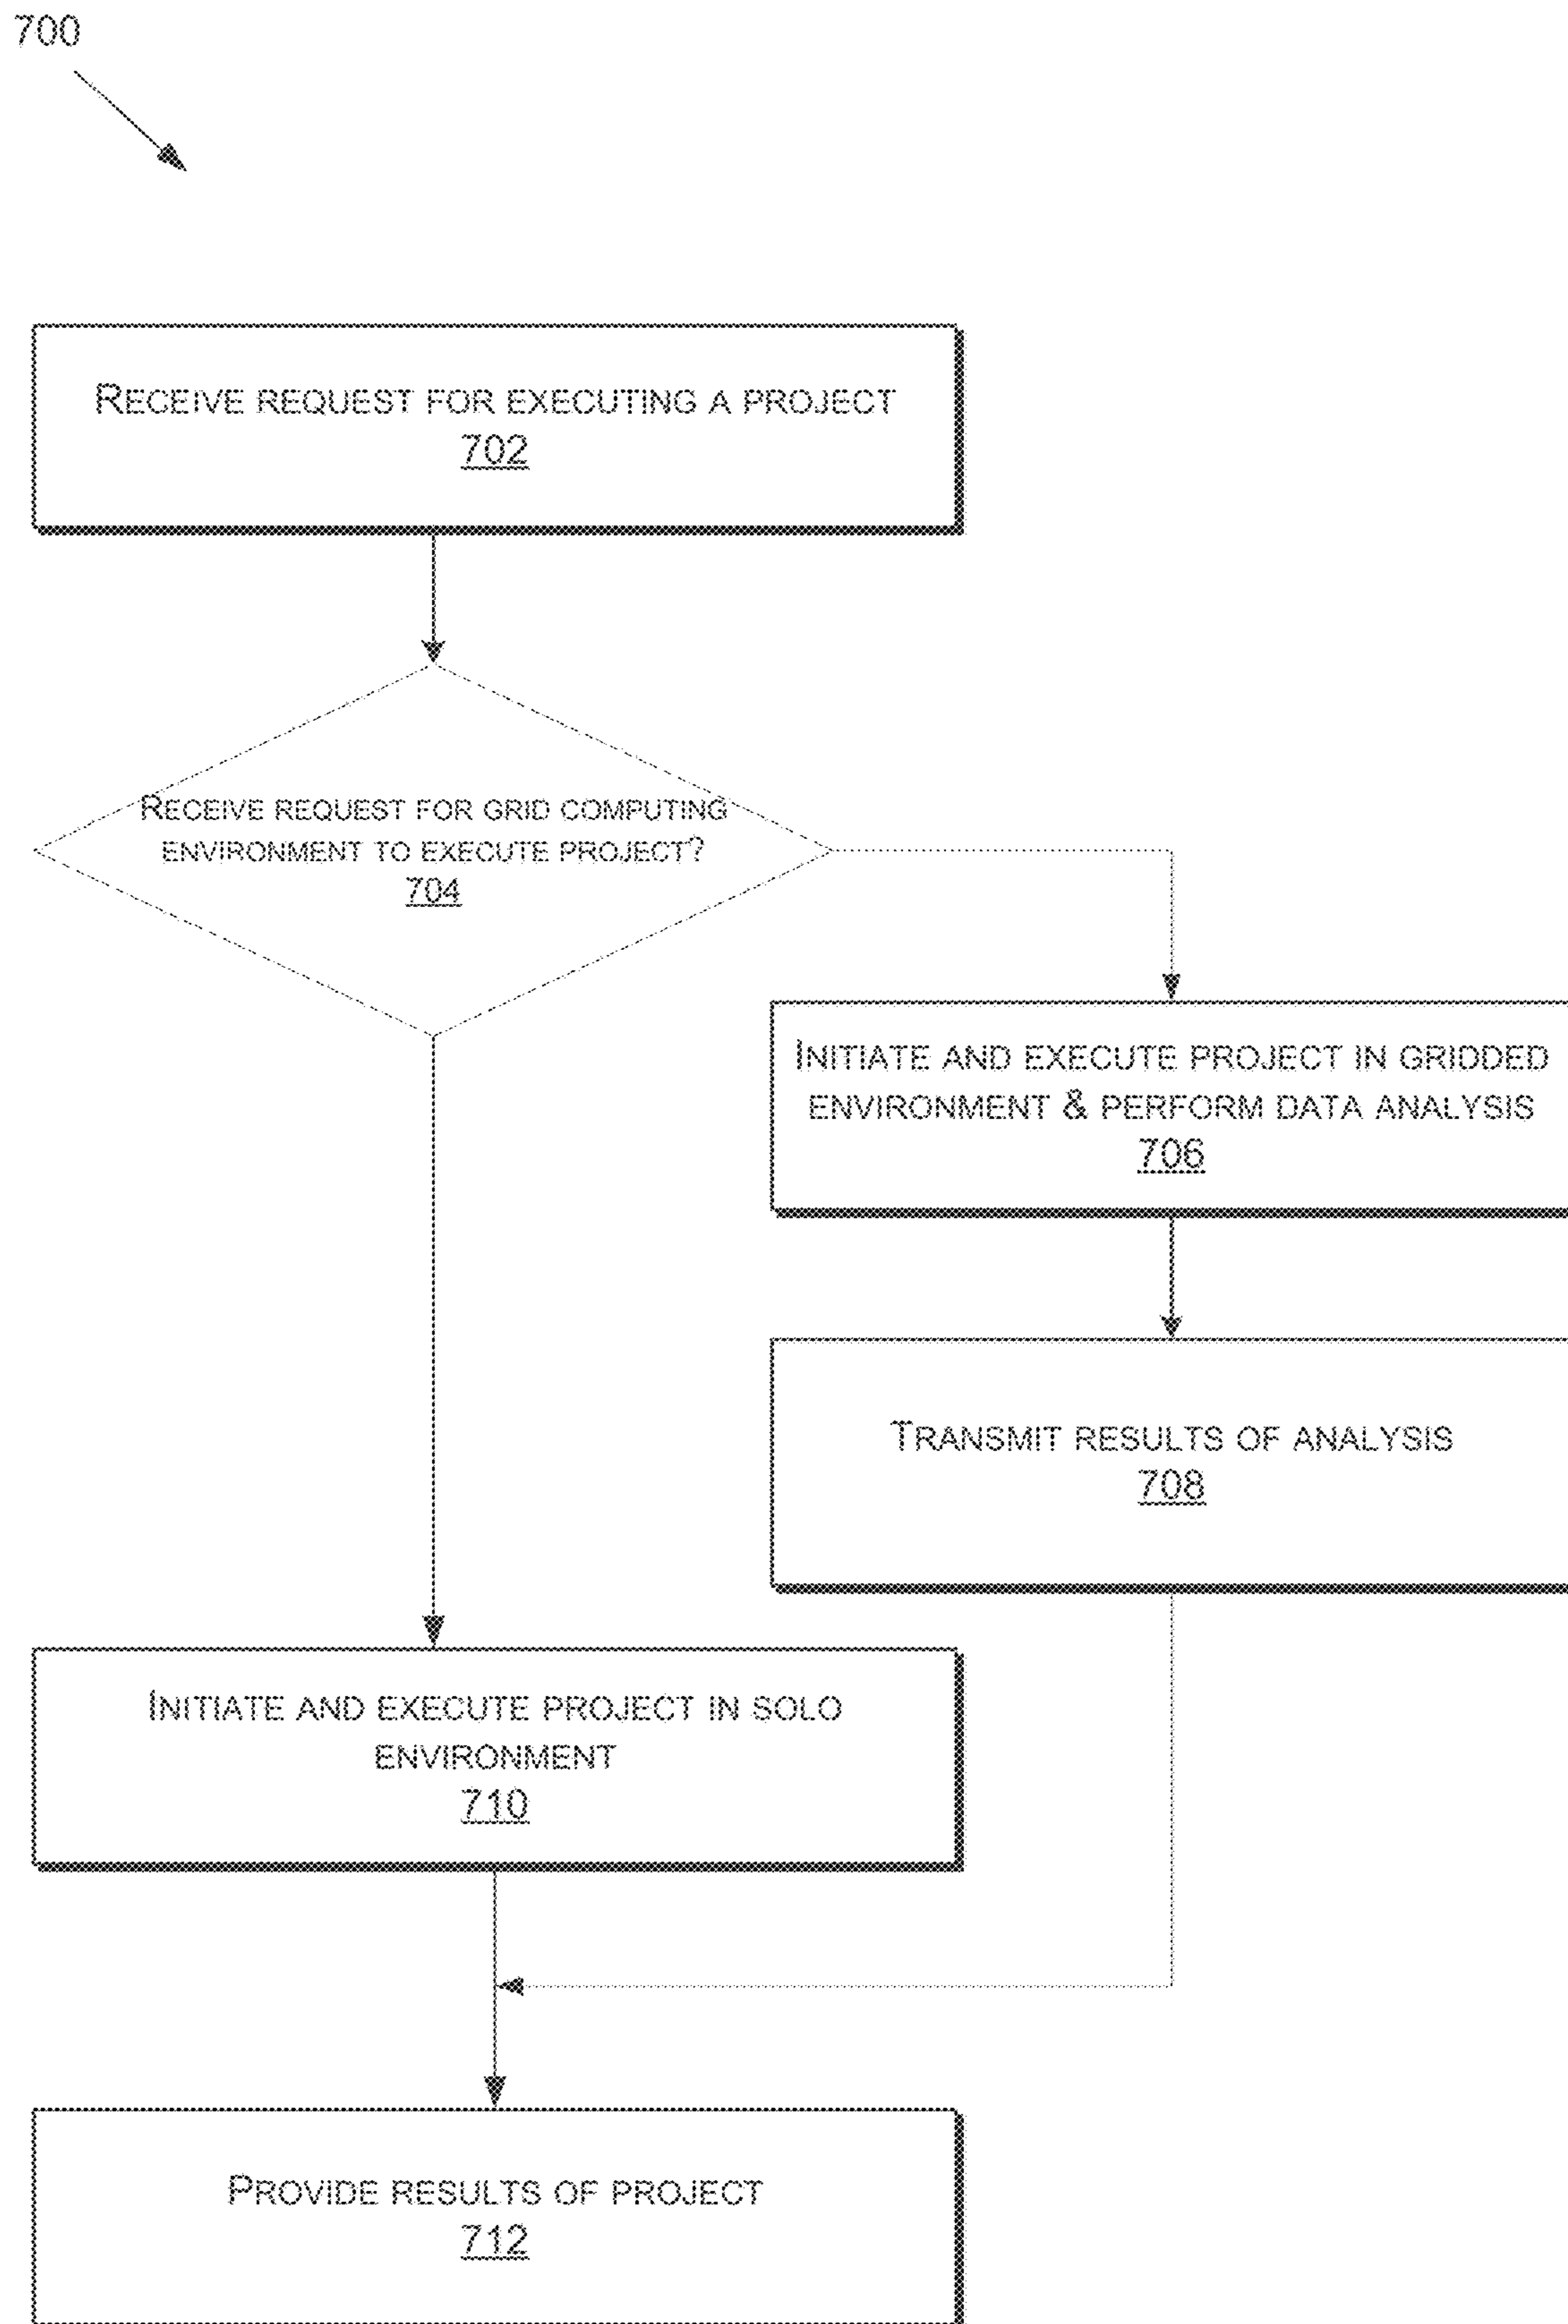 700
RECEIVE REQUEST FOR EXECUTING A PROJECT
702
RECEIVE REQUEST FOR GRID COMPUTING
ENVIRONMENT TO EXECUTE PROJECT?
704
INITIATE AND EXECUTE PROJECT IN GRIDDED
ENVIRONMENT & PERFORM DATA ANALYSIS
706
TRANSMIT RESULTS OF ANALYSIS
708
INITIATE AND EXECUTE PROJECT IN SOLO
ENVIRONMENT
710
PROVIDE RESULTS OF PROJECT
712